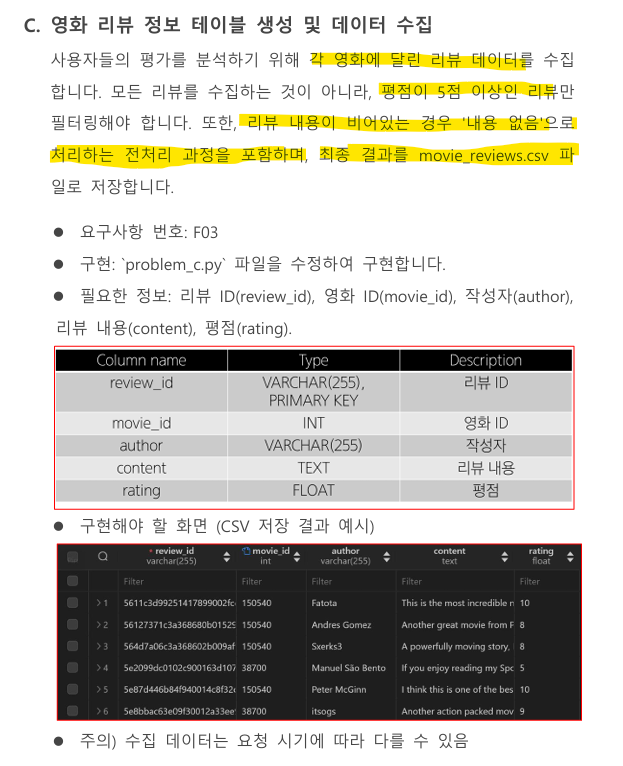 C. 영화 리뷰 정보 테이블 생성 및 데이터 수집
사용자들의 평가를 분석하기 위해 각 영화에 달린 리뷰 데이터를 수집
합니다. 모든 리뷰를 수집하는 것이 아니라, 평점이 5점 이상인 리뷰만
필터링해야 합니다. 또한, 리뷰 내용이 비어있는 경우 '내용 없음'으로
처리하는 전처리 과정을 포함하며, 최종 결과를 movie_reviews.csv 파
일로 저장합니다.
● 요구사항 번호: F03
● 구현: `problem_c.py` 파일을 수정하여 구현합니다.
● 필요한 정보: 리뷰 ID(review_id), 영화 ID(movie_id), 작성자(author),
리뷰 내용(content), 평점(rating).
Column name Type Description
review_id VARCHAR(255), 리뷰 ID
PRIMARY KEY
movie_id INT 영화 ID
author VARCHAR(255) 작성자
content TEXT 리뷰 내용
rating FLOAT 평점
● 구현해야 할 화면 (CSV 저장 결과 예시)
* review_id movie_id author content rating
varchar(255) int varchar(255) text float
Filter Filter Filter Filter Filter
> 1 5611c3d99251417899002fc 150540 Fatota This is the most incredible 10
> 2 56127371c3a368680b01529 150540 Andres Gomez Another great movie from 8
> 3 564d7a06c3a368602b009af 150540 Sxerks3 A powerfully moving story, 8
> 4 5e2099dc0102c900163d107 38700 Manuel São Bento If you enjoy reading my Spo 5
> 5 5e87d446b84f940014c8f32 150540 Peter McGinn I think this is one of the bes 10
> 6 5e8bbac63e09f30012a33ee 38700 itsogs Another action packed mov 9
● 주의) 수집 데이터는 요청 시기에 따라 다를 수 있음